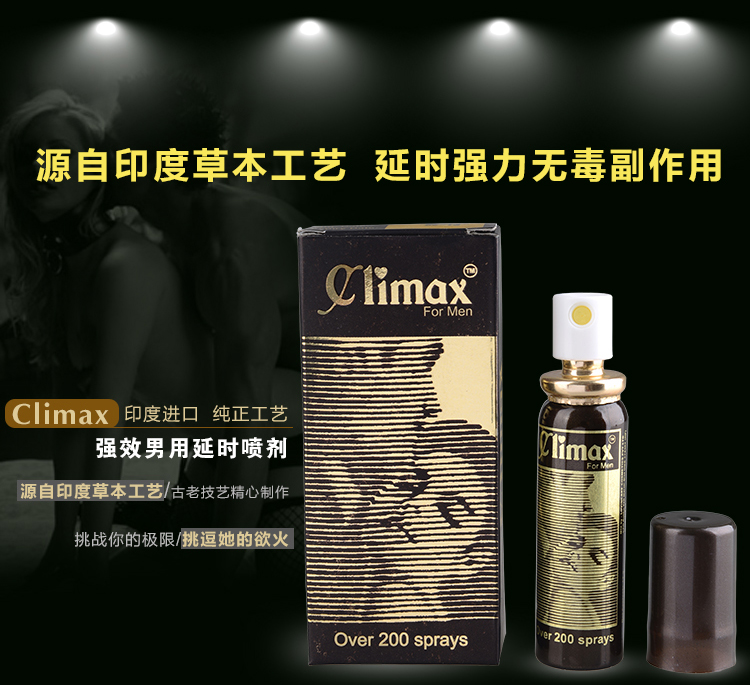 源自印度草本工艺 延时强力无毒副作用
Climax™
For Men
Over 200 sprays
Climax™
For Men
Over 200 sprays
Climax 印度进口 纯正工艺
强效男用延时喷剂
源自印度草本工艺/古老技艺精心制作
挑战你的极限/挑逗她的欲火